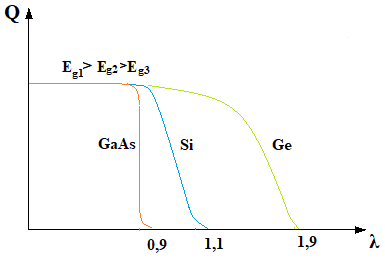 Q
Eg1> Eg2>Eg3
GaAs Si Ge
0,9 1,1 1,9 λ